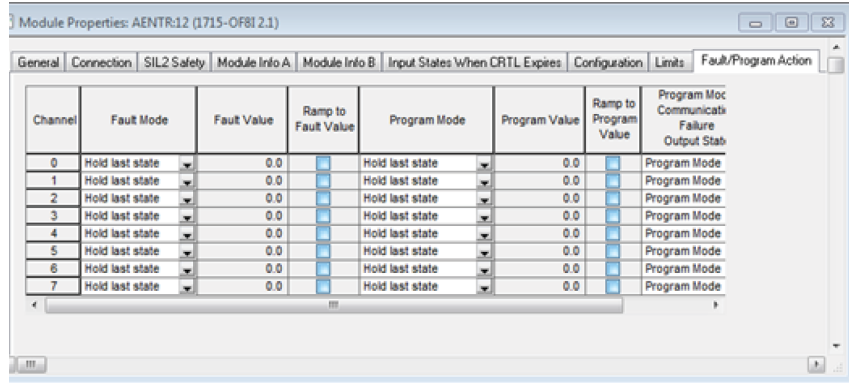 Module Properties: AENTR:12 (1715-OF8I 2.1)
General Connection SIL2 Safety Module Info A Module Info B Input States When CRTL Expires Configuration Limits Fault/Program Action
Channel Fault Mode Fault Value Ramp to Fault Value Program Mode Program Value Ramp to Program Value Program Mod Communicati Failure Output Stat
0 Hold last state 0.0 Hold last state 0.0 Program Mode
1 Hold last state 0.0 Hold last state 0.0 Program Mode
2 Hold last state 0.0 Hold last state 0.0 Program Mode
3 Hold last state 0.0 Hold last state 0.0 Program Mode
4 Hold last state 0.0 Hold last state 0.0 Program Mode
5 Hold last state 0.0 Hold last state 0.0 Program Mode
6 Hold last state 0.0 Hold last state 0.0 Program Mode
7 Hold last state 0.0 Hold last state 0.0 Program Mode